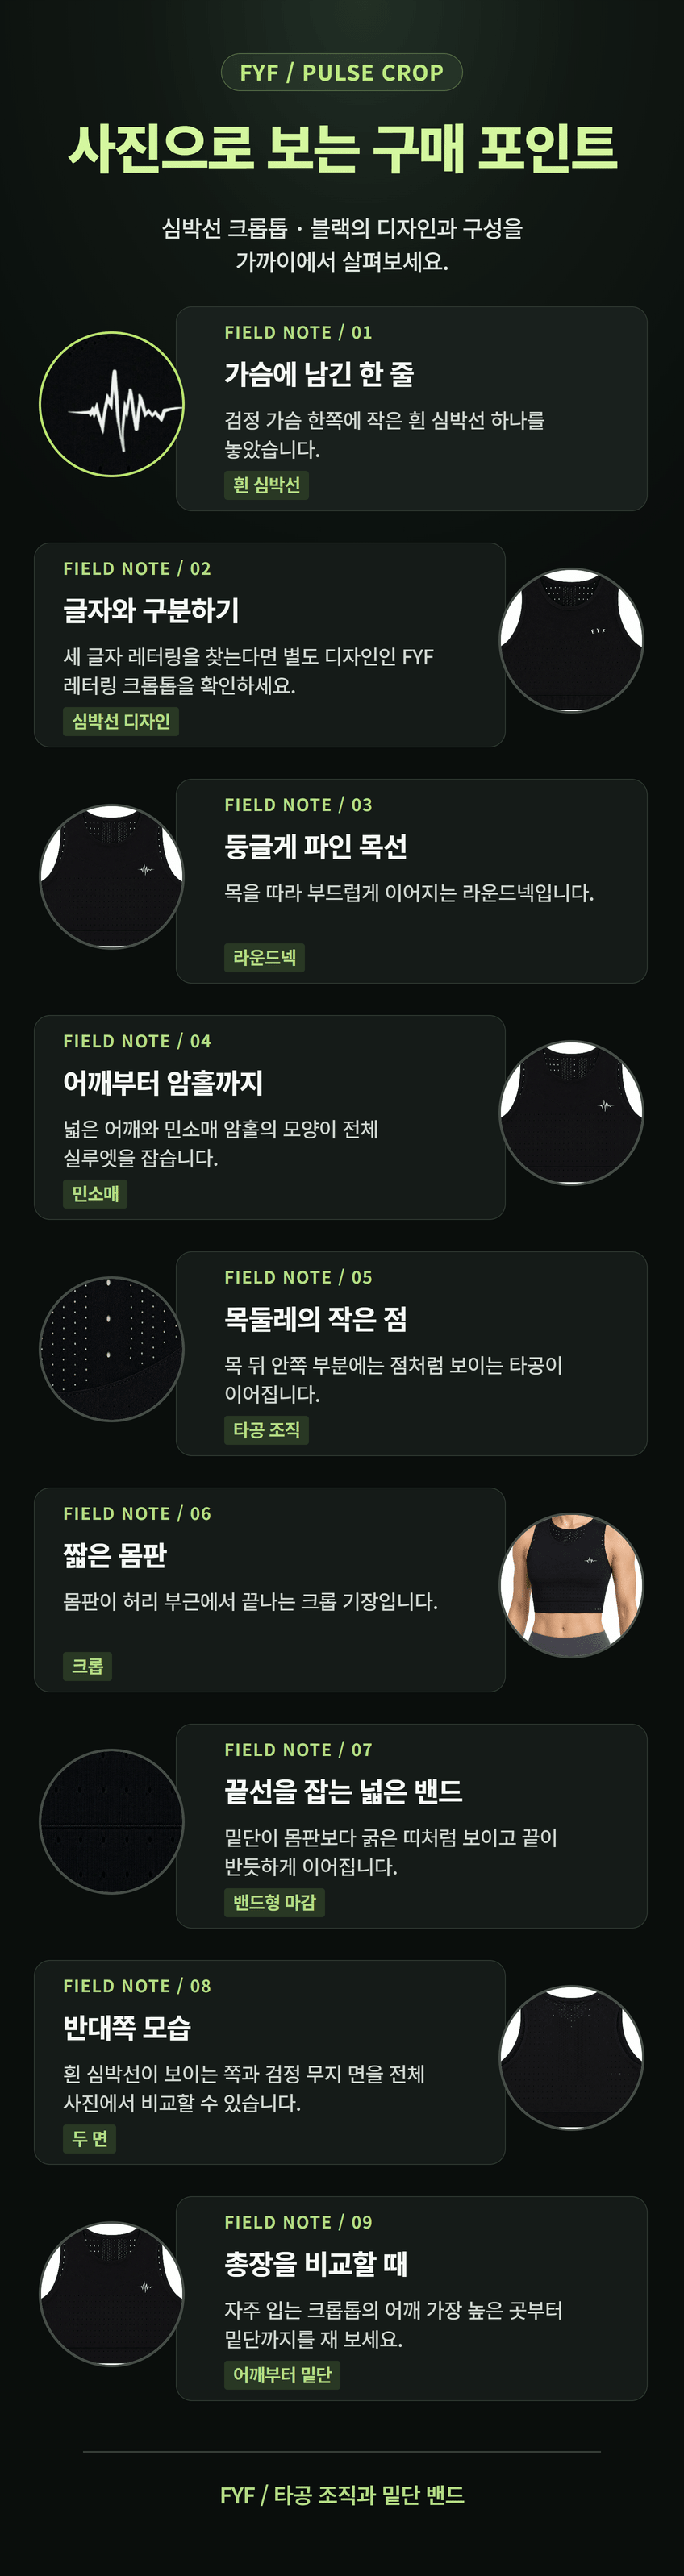 FYF / PULSE CROP
사진으로 보는 구매 포인트
심박선 크롭톱 · 블랙의 디자인과 구성을
가까이에서 살펴보세요.
FIELD NOTE / 01
가슴에 남긴 한 줄
검정 가슴 한쪽에 작은 흰 심박선 하나를
놓았습니다.
흰 심박선
FIELD NOTE / 02
글자와 구분하기
세 글자 레터링을 찾는다면 별도 디자인인 FYF
레터링 크롭톱을 확인하세요.
심박선 디자인
FYF
FIELD NOTE / 03
둥글게 파인 목선
목을 따라 부드럽게 이어지는 라운드넥입니다.
라운드넥
FIELD NOTE / 04
어깨부터 암홀까지
넓은 어깨와 민소매 암홀의 모양이 전체
실루엣을 잡습니다.
민소매
FIELD NOTE / 05
목둘레의 작은 점
목 뒤 안쪽 부분에는 점처럼 보이는 타공이
이어집니다.
타공 조직
FIELD NOTE / 06
짧은 몸판
몸판이 허리 부근에서 끝나는 크롭 기장입니다.
크롭
FIELD NOTE / 07
끝선을 잡는 넓은 밴드
밑단이 몸판보다 굵은 띠처럼 보이고 끝이
반듯하게 이어집니다.
밴드형 마감
FIELD NOTE / 08
반대쪽 모습
흰 심박선이 보이는 쪽과 검정 무지 면을 전체
사진에서 비교할 수 있습니다.
두 면
FIELD NOTE / 09
총장을 비교할 때
자주 입는 크롭톱의 어깨 가장 높은 곳부터
밑단까지를 재 보세요.
어깨부터 밑단
FYF / 타공 조직과 밑단 밴드